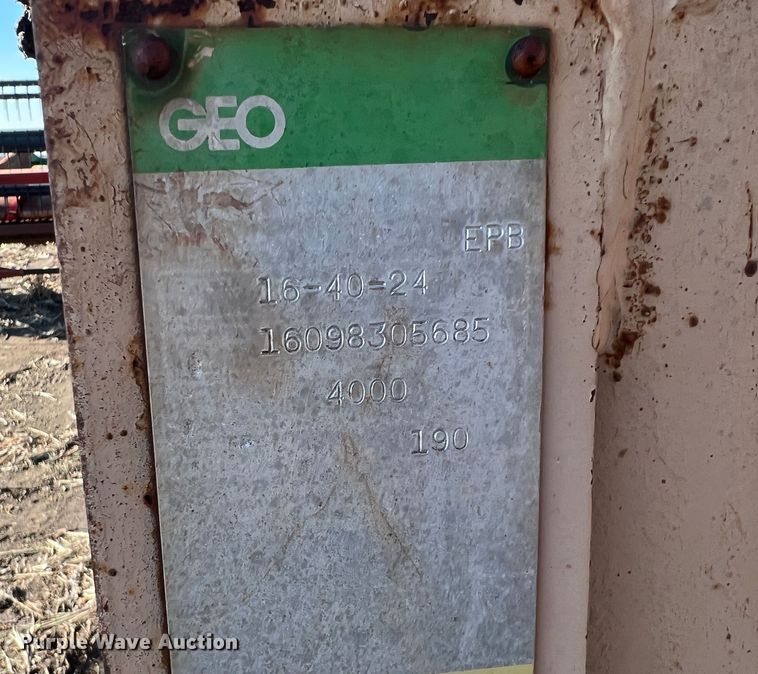 GEO
EPB
16-40=24
16098305685
4000
190
Purple Wave Auction